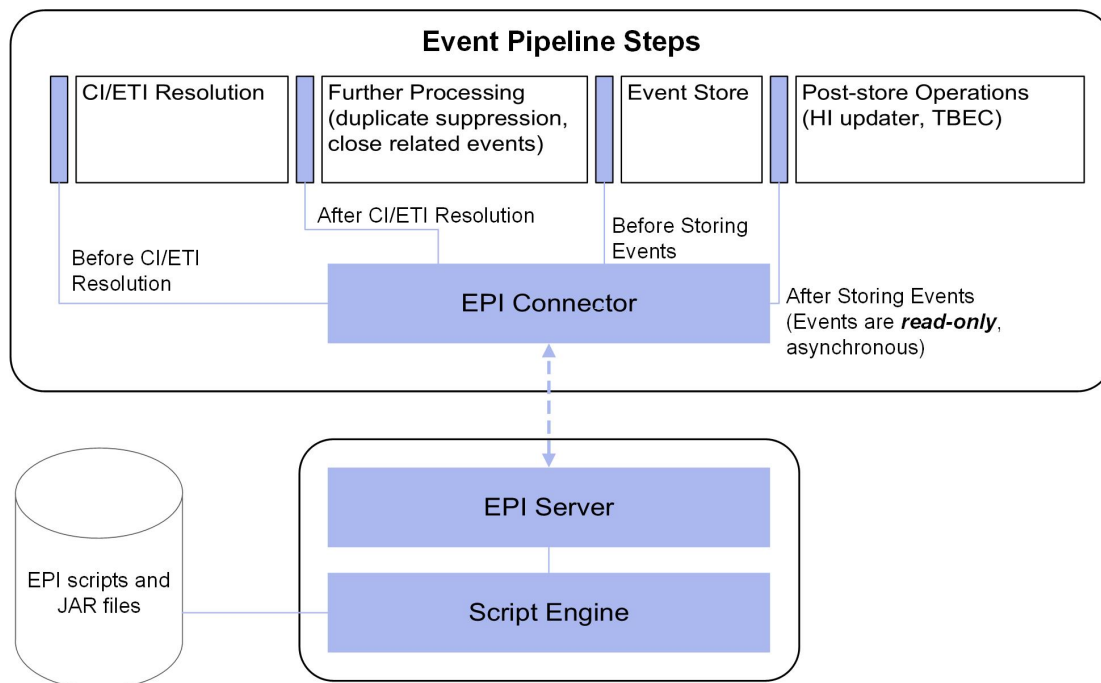 Event Pipeline Steps
CI/ETI Resolution
Further Processing
(duplicate suppression,
close related events)
Event Store
Post-store Operations
(HI updater, TBEC)
Before CI/ETI
Resolution
After CI/ETI Resolution
Before Storing
Events
After Storing Events
(Events are read-only,
asynchronous)
EPI Connector
EPI Server
Script Engine
EPI scripts and
JAR files